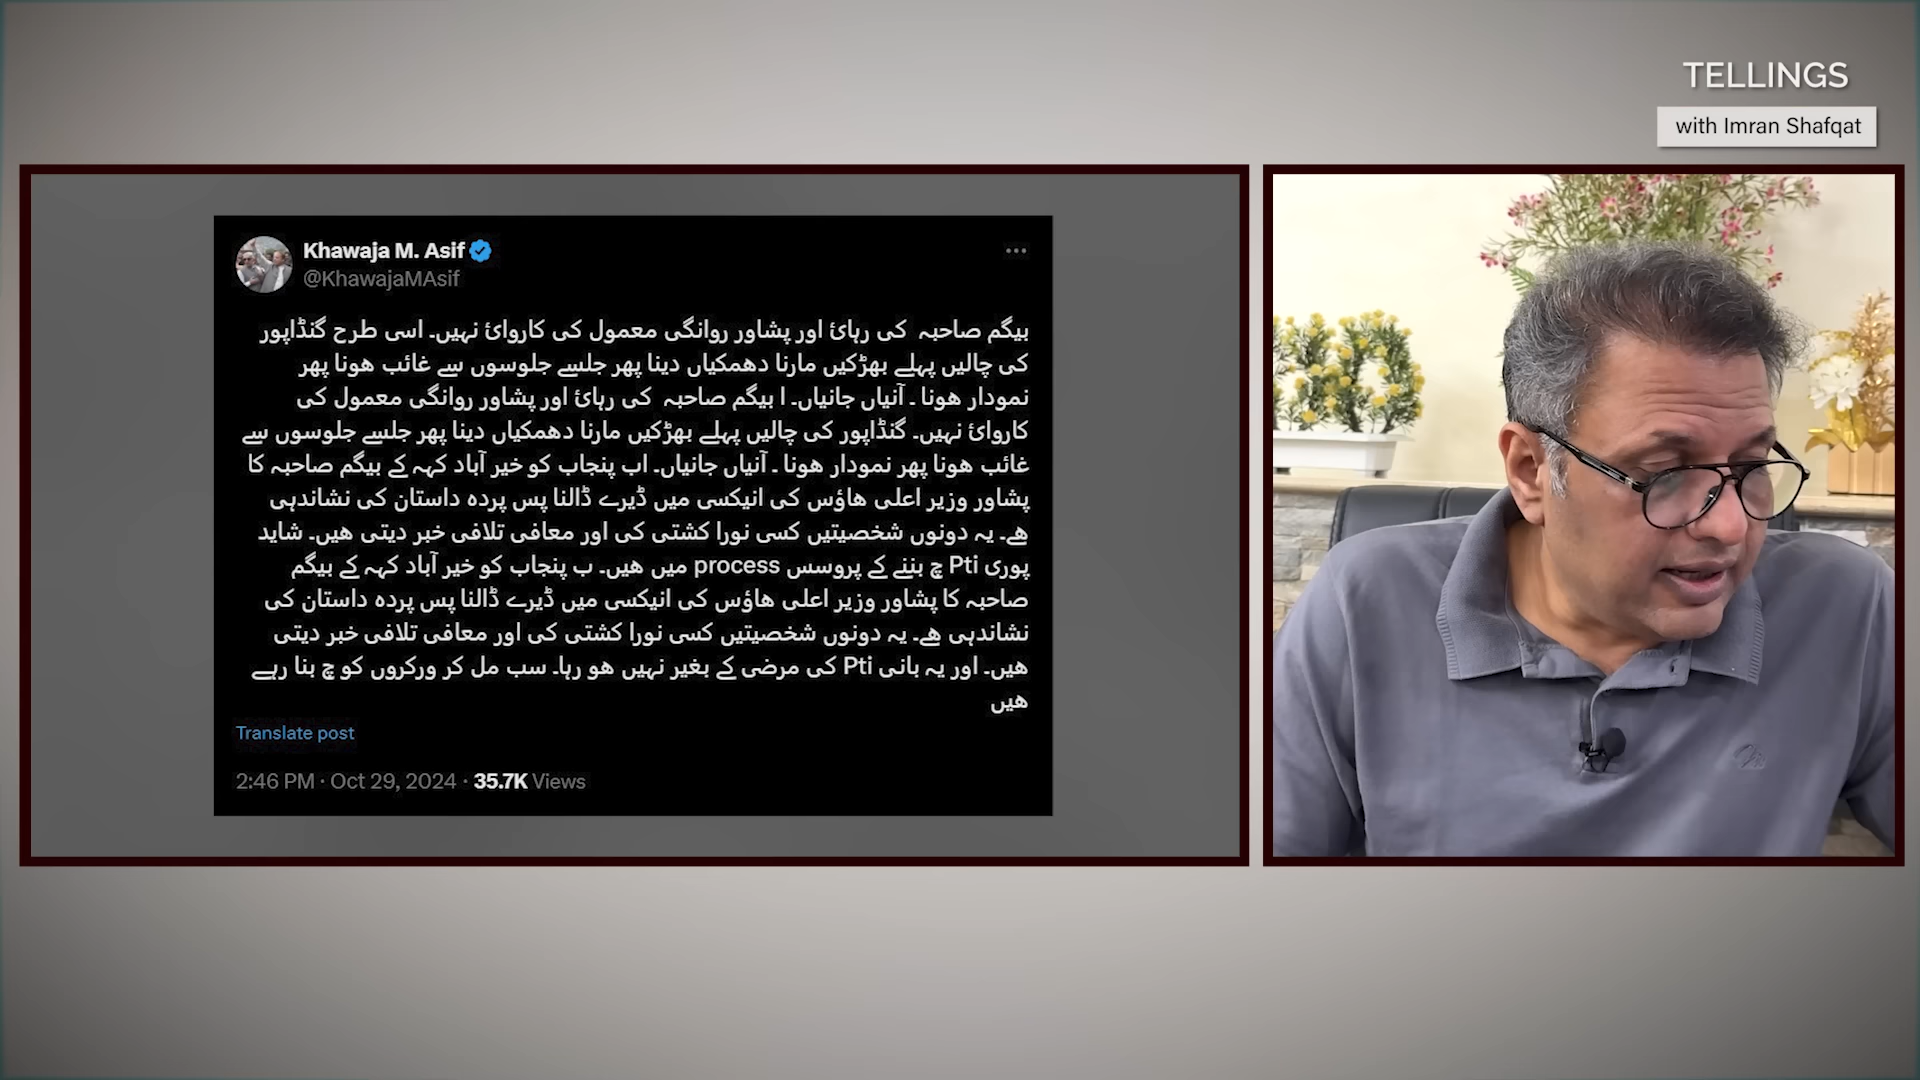 TELLINGS
with Imran Shafqat
Khawaja M. Asif
@KhawajaMAsif
بیگم صاحبہ کی رہائ اور پشاور روانگی معمول کی کاروائ نہیں۔ اسی طرح گنڈاپور
کی چالیں پہلے بھڑکیں مارنا دھمکیاں دینا پھر جلسے جلوسوں سے غائب ھونا پھر
نمودار ھونا ۔ آنیاں جانیاں۔ ا بیگم صاحبہ کی رہائ اور پشاور روانگی معمول کی
کاروائ نہیں۔ گنڈاپور کی چالیں پہلے بھڑکیں مارنا دھمکیاں دینا پھر جلسے جلوسوں سے
غائب ھونا پھر نمودار ھونا ۔ آنیاں جانیاں۔ اب پنجاب کو خیر آباد کہہ کے بیگم صاحبہ کا
پشاور وزیر اعلی ھاؤس کی انیکسی میں ڈیرے ڈالنا پس پردہ داستان کی نشاندہی
ھے۔ یہ دونوں شخصیتیں کسی نورا کشتی کی اور معافی تلافی خبر دیتی ھیں۔ شاید
پوری Pti چ بننے کے پروسس process میں ھیں۔ ب پنجاب کو خیر آباد کہہ کے بیگم
صاحبہ کا پشاور وزیر اعلی ھاؤس کی انیکسی میں ڈیرے ڈالنا پس پردہ داستان کی
نشاندہی ھے۔ یہ دونوں شخصیتیں کسی نورا کشتی کی اور معافی تلافی خبر دیتی
ھیں۔ اور یہ بانی Pti کی مرضی کے بغیر نہیں ھو رہا۔ سب مل کر ورکروں کو چ بنا رہے
ھیں
Translate post
2:46 PM · Oct 29, 2024 · 35.7K Views